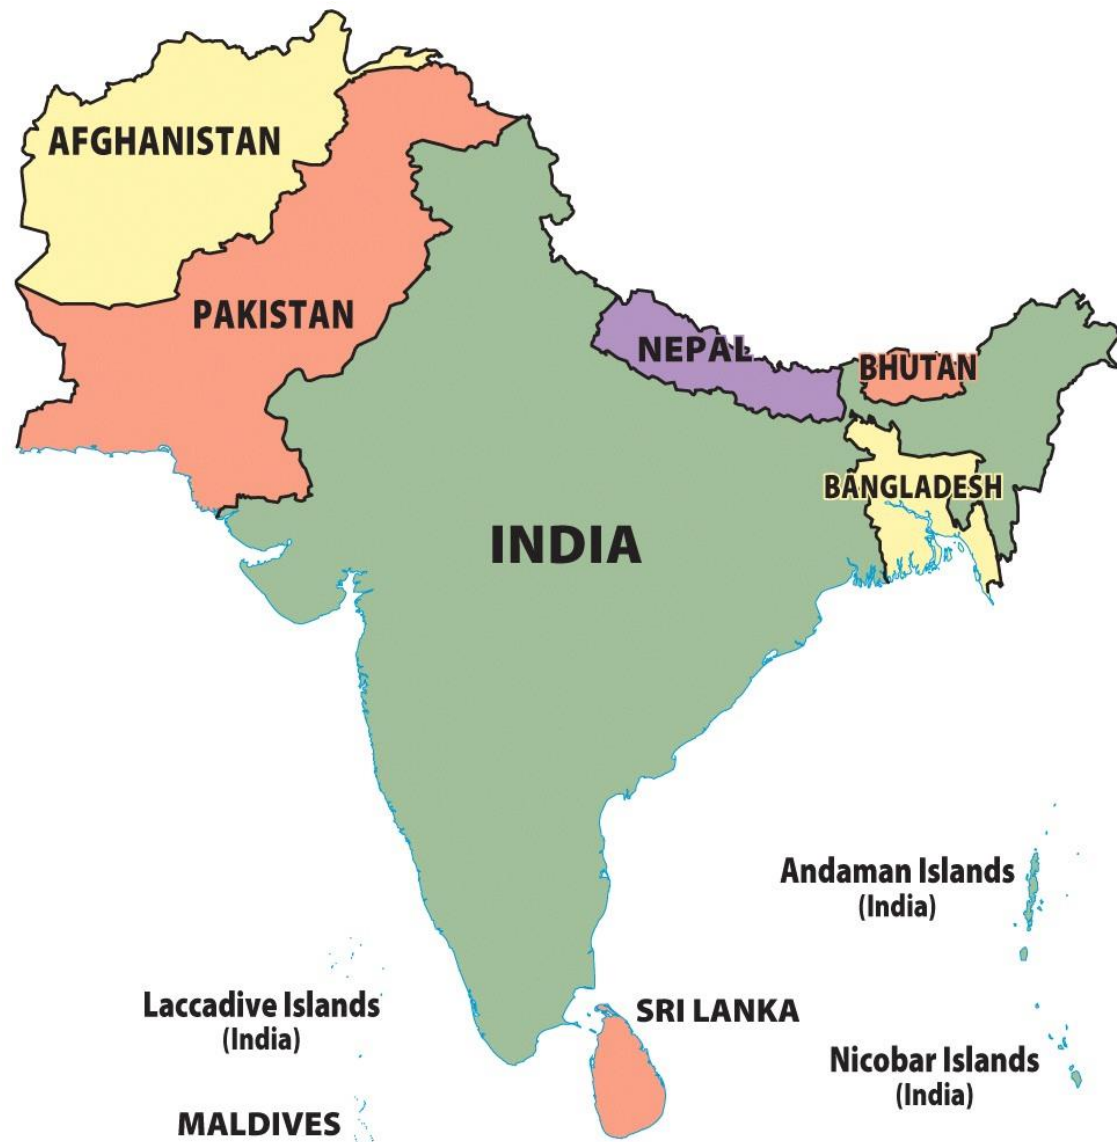 AFGHANISTAN
PAKISTAN
NEPAL
BHUTAN
BANGLADESH
INDIA
Andaman Islands
(India)
Laccadive Islands
(India)
SRI LANKA
Nicobar Islands
(India)
MALDIVES